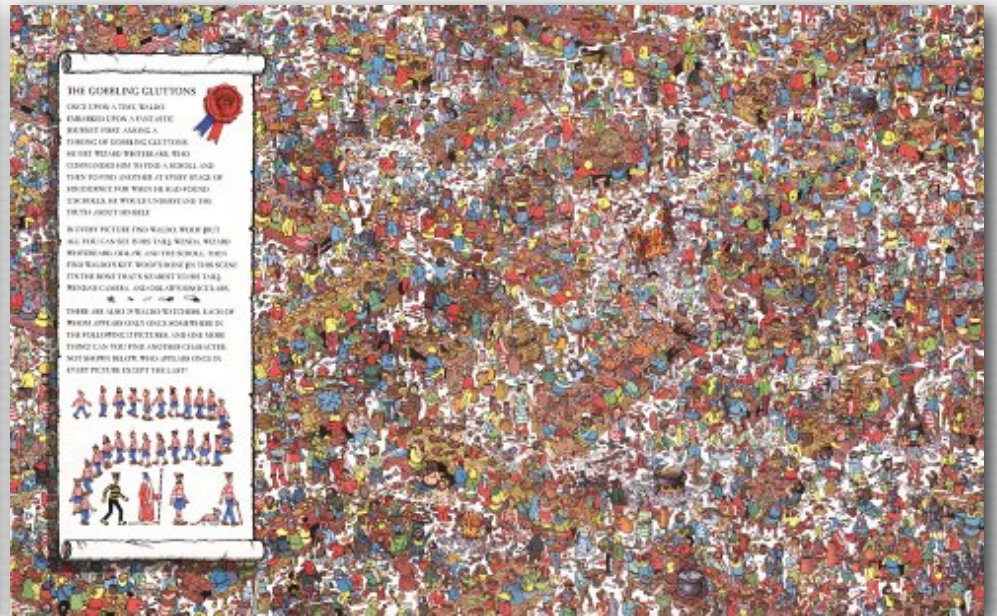 THE GOBBLING GLUTTONS
ONCE UPON A TIME WALDO
EMBARKED UPON A FANTASTIC
JOURNEY. FIRST, AMONG A
THRONG OF GOBBLING GLUTTONS,
HE MET WIZARD WHITEBEARD, WHO
COMMANDED HIM TO FIND A SCROLL AND
THEN TO FIND ANOTHER AT EVERY STAGE OF
HIS JOURNEY. FOR WHEN HE HAD FOUND
12 SCROLLS, HE WOULD UNDERSTAND THE
TRUTH ABOUT HIMSELF.
IN EVERY PICTURE FIND WALDO, WOOF (BUT
ALL YOU CAN SEE IS HIS TAIL), WENDA, WIZARD
WHITEBEARD, ODLAW, AND THE SCROLL. THEN
FIND WALDO'S KEY, WOOF'S BONE (IN THIS SCENE
IT'S THE BONE THAT'S NEAREST TO HIS TAIL),
WENDA'S CAMERA, AND ODLAW'S BINOCULARS.
THERE ARE ALSO 25 WALDO-WATCHERS, EACH OF
WHOM APPEARS ONLY ONCE SOMEWHERE IN
THE FOLLOWING 12 PICTURES. AND ONE MORE
THING! CAN YOU FIND ANOTHER CHARACTER,
NOT SHOWN BELOW, WHO APPEARS ONCE IN
EVERY PICTURE EXCEPT THE LAST?